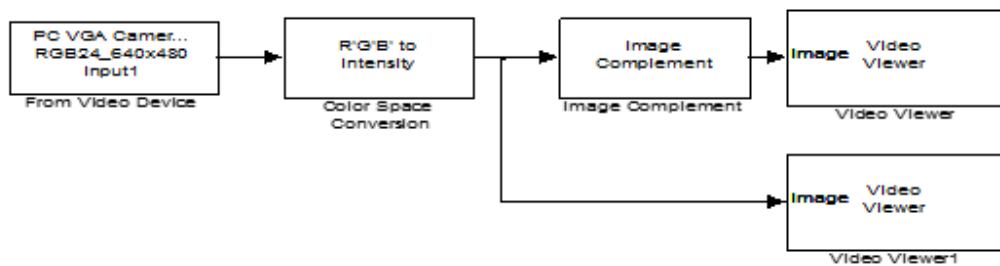 PC VGA Camer...
RGB24_640x480
Input1
From Video Device
R'G'B' to
Intensity
Color Space
Conversion
Image
Complement
Image Complement
Image
Video
Viewer
Video Viewer
Image
Video
Viewer
Video Viewer1